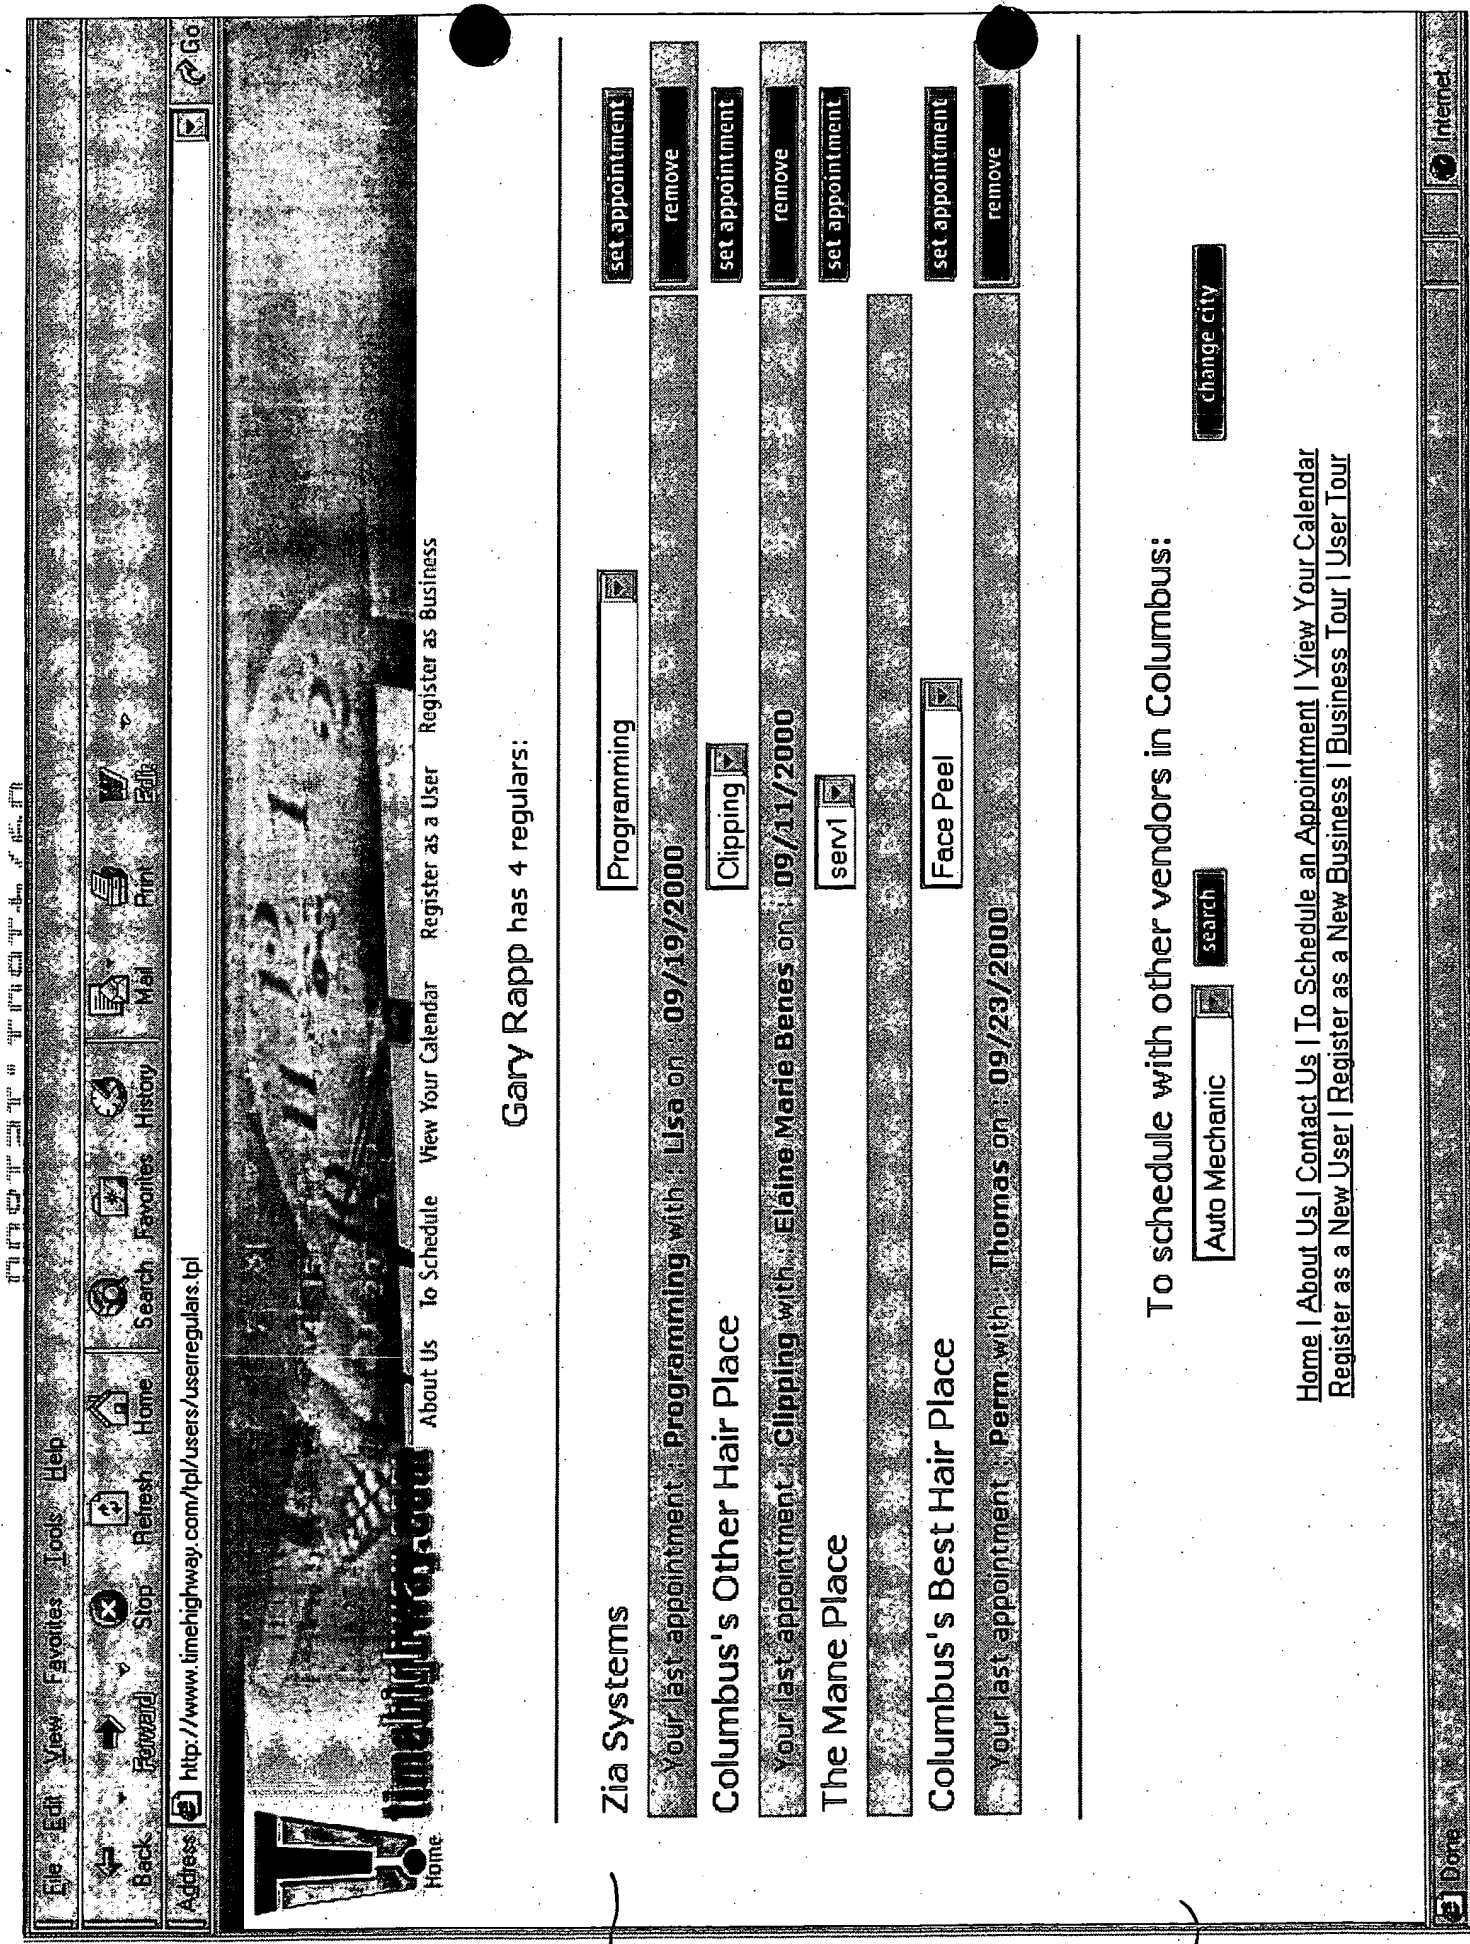 File Edit View Favorites Tools Help
Back Forward Stop Refresh Home Search Favorites History Mail Print Edit
Address http://www.timehighway.com/tpl/users/userregulars.tpl Go
timehighway.com
Home About Us To Schedule View Your Calendar Register as a User Register as Business
Gary Rapp has 4 regulars:
Zia Systems Programming set appointment
Your last appointment :: Programming with :: Lisa on :: 09/19/2000 remove
Columbus's Other Hair Place Clipping set appointment
Your last appointment :: Clipping with :: Elaine Marie Benes on :: 09/11/2000 remove
The Mane Place serv1 set appointment
Columbus's Best Hair Place Face Peel set appointment
Your last appointment :: Perm with :: Thomas on :: 09/23/2000 remove
To schedule with other vendors in Columbus:
Auto Mechanic search change city
Home | About Us | Contact Us | To Schedule an Appointment | View Your Calendar
Register as a New User | Register as a New Business | Business Tour | User Tour
Done Internet